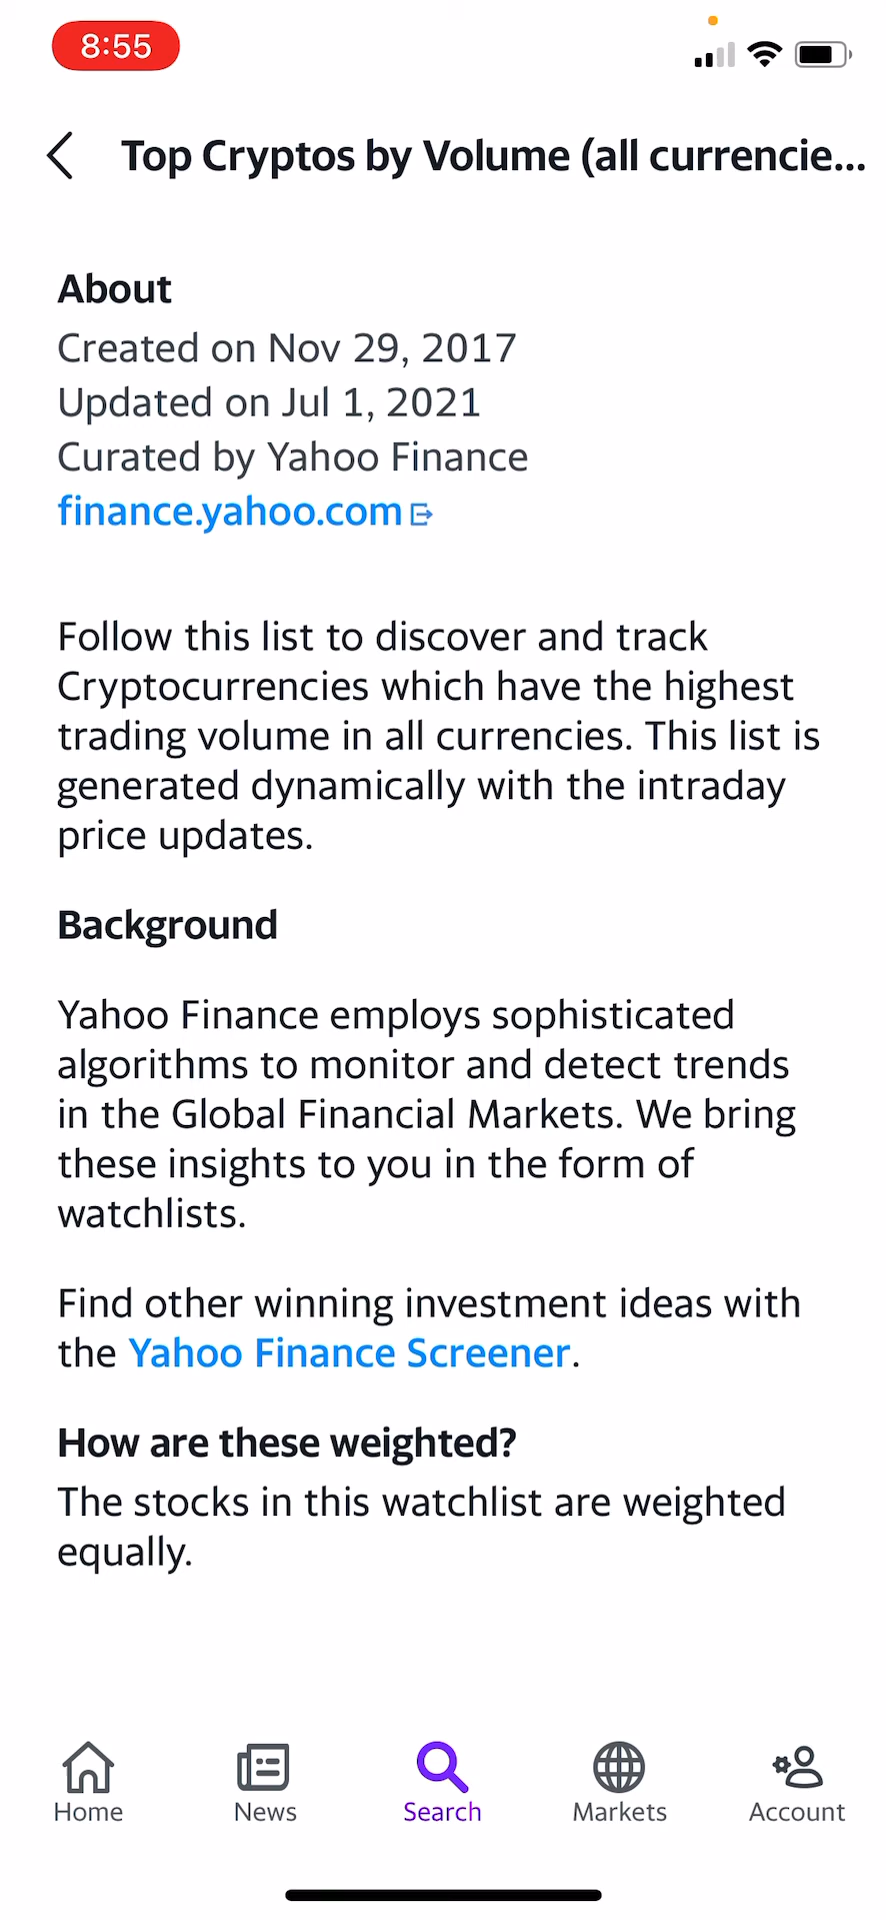 8:55
Top Cryptos by Volume (all currencie...
About
Created on Nov 29, 2017
Updated on Jul 1, 2021
Curated by Yahoo Finance
finance.yahoo.com
Follow this list to discover and track
Cryptocurrencies which have the highest
trading volume in all currencies. This list is
generated dynamically with the intraday
price updates.
Background
Yahoo Finance employs sophisticated
algorithms to monitor and detect trends
in the Global Financial Markets. We bring
these insights to you in the form of
watchlists.
Find other winning investment ideas with
the Yahoo Finance Screener.
How are these weighted?
The stocks in this watchlist are weighted
equally.
Home News Search Markets Account